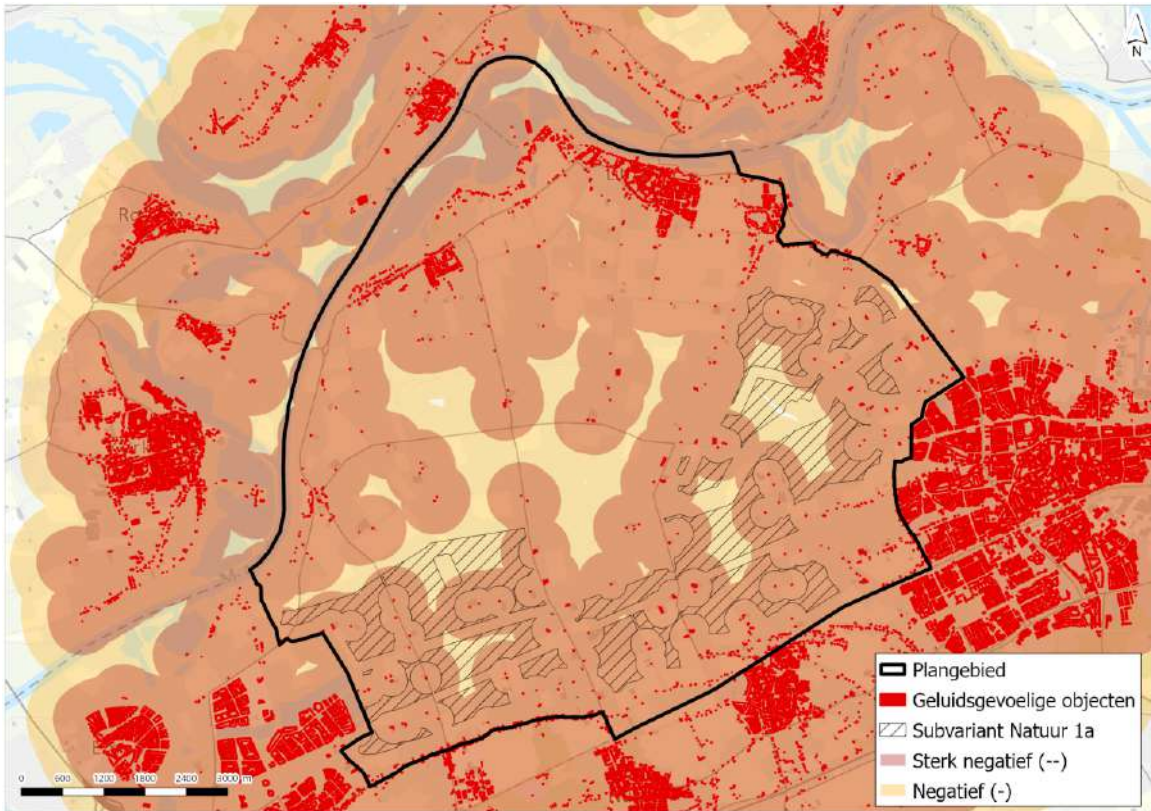 N
Plangebied
Geluidsgevoelige objecten
Subvariant Natuur 1a
Sterk negatief (--)
Negatief (-)
0 600 1200 1800 2400 3000 m